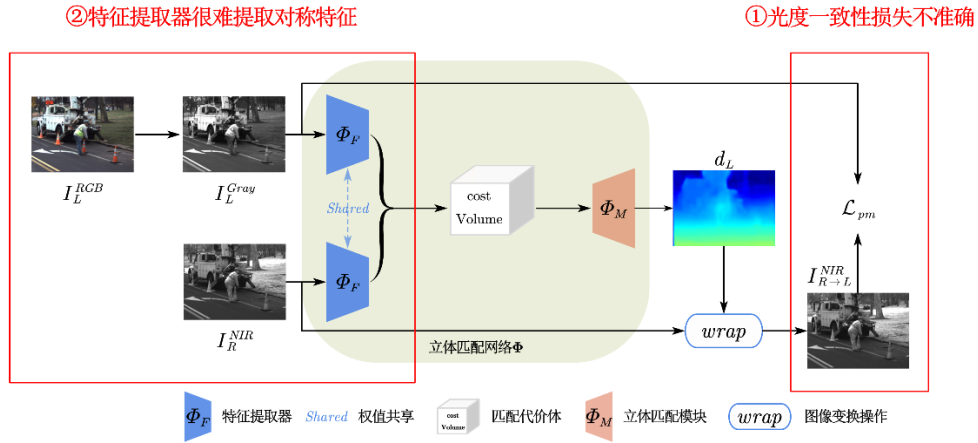 ②特征提取器很难提取对称特征
①光度一致性损失不准确
I_L^{RGB}
I_L^{Gray}
Φ_F
Shared
Φ_F
I_R^{NIR}
cost
Volume
Φ_M
d_L
ℒ_{pm}
I_{R→L}^{NIR}
wrap
立体匹配网络Φ
Φ_F 特征提取器
Shared 权值共享
cost
Volume
匹配代价体
Φ_M 立体匹配模块
wrap 图像变换操作